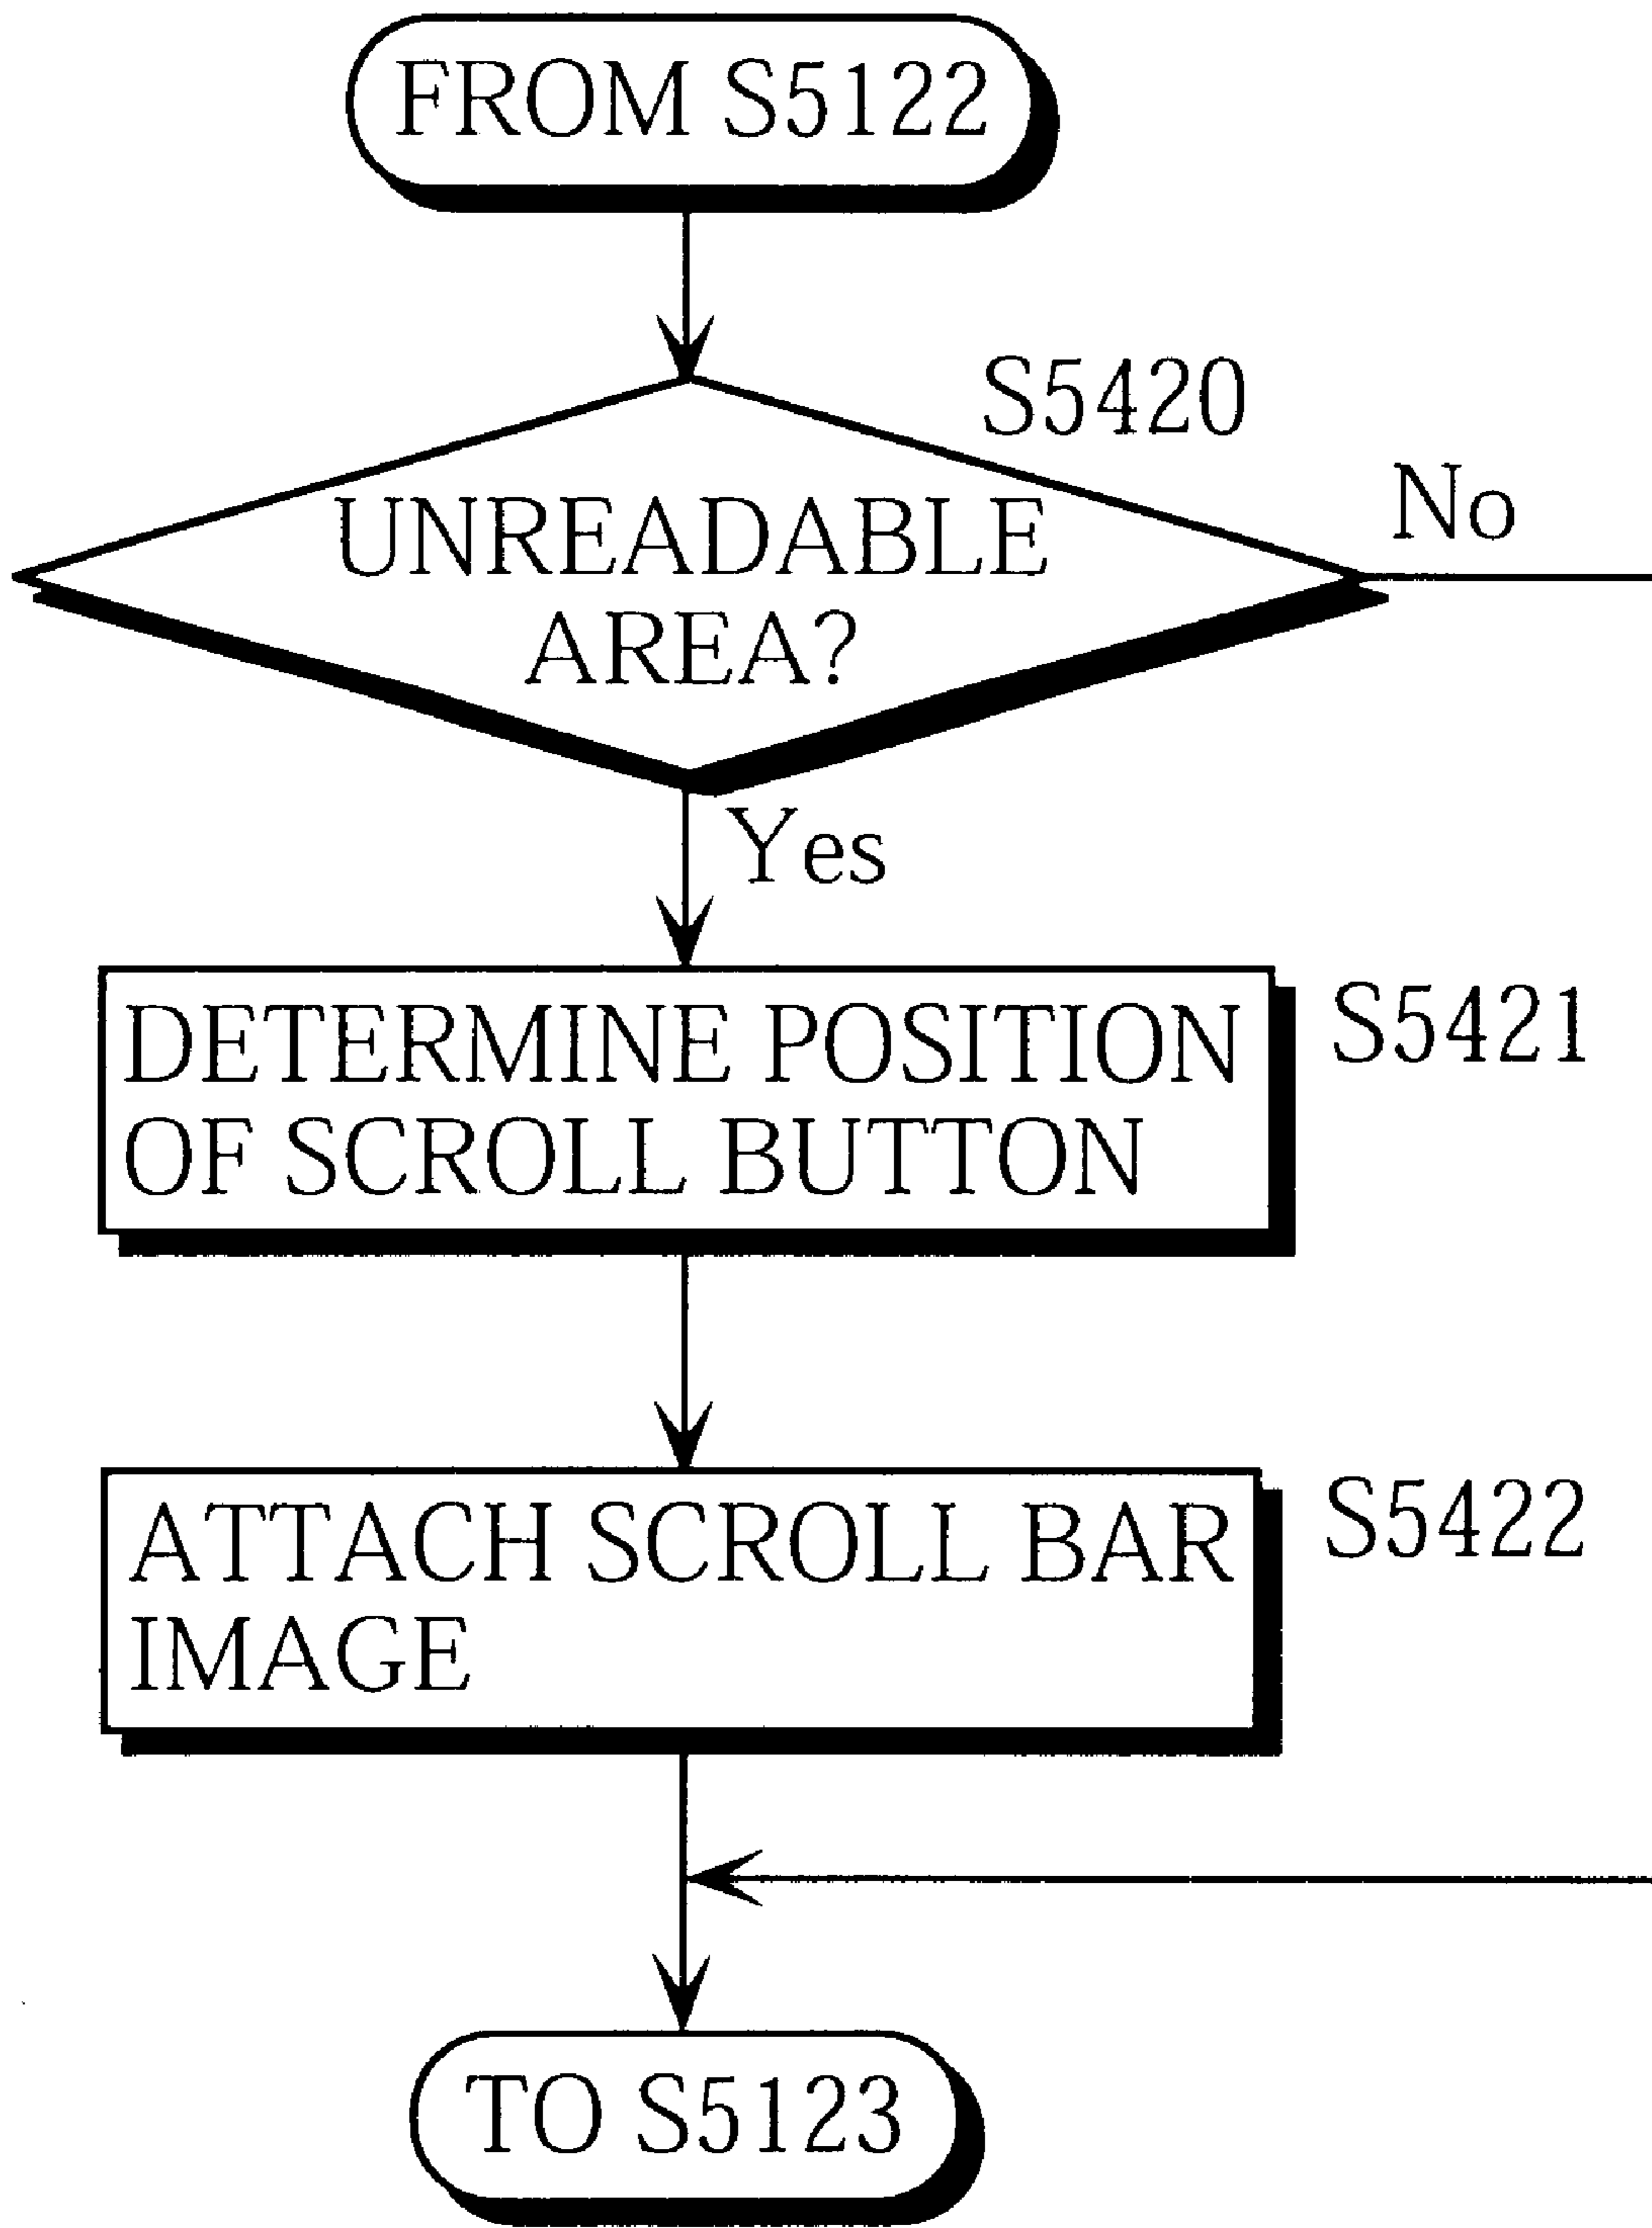 FROM S5122
S5420
No
UNREADABLE
AREA?
Yes
DETERMINE POSITION
OF SCROLL BUTTON
S5421
ATTACH SCROLL BAR
IMAGE
S5422
TO S5123